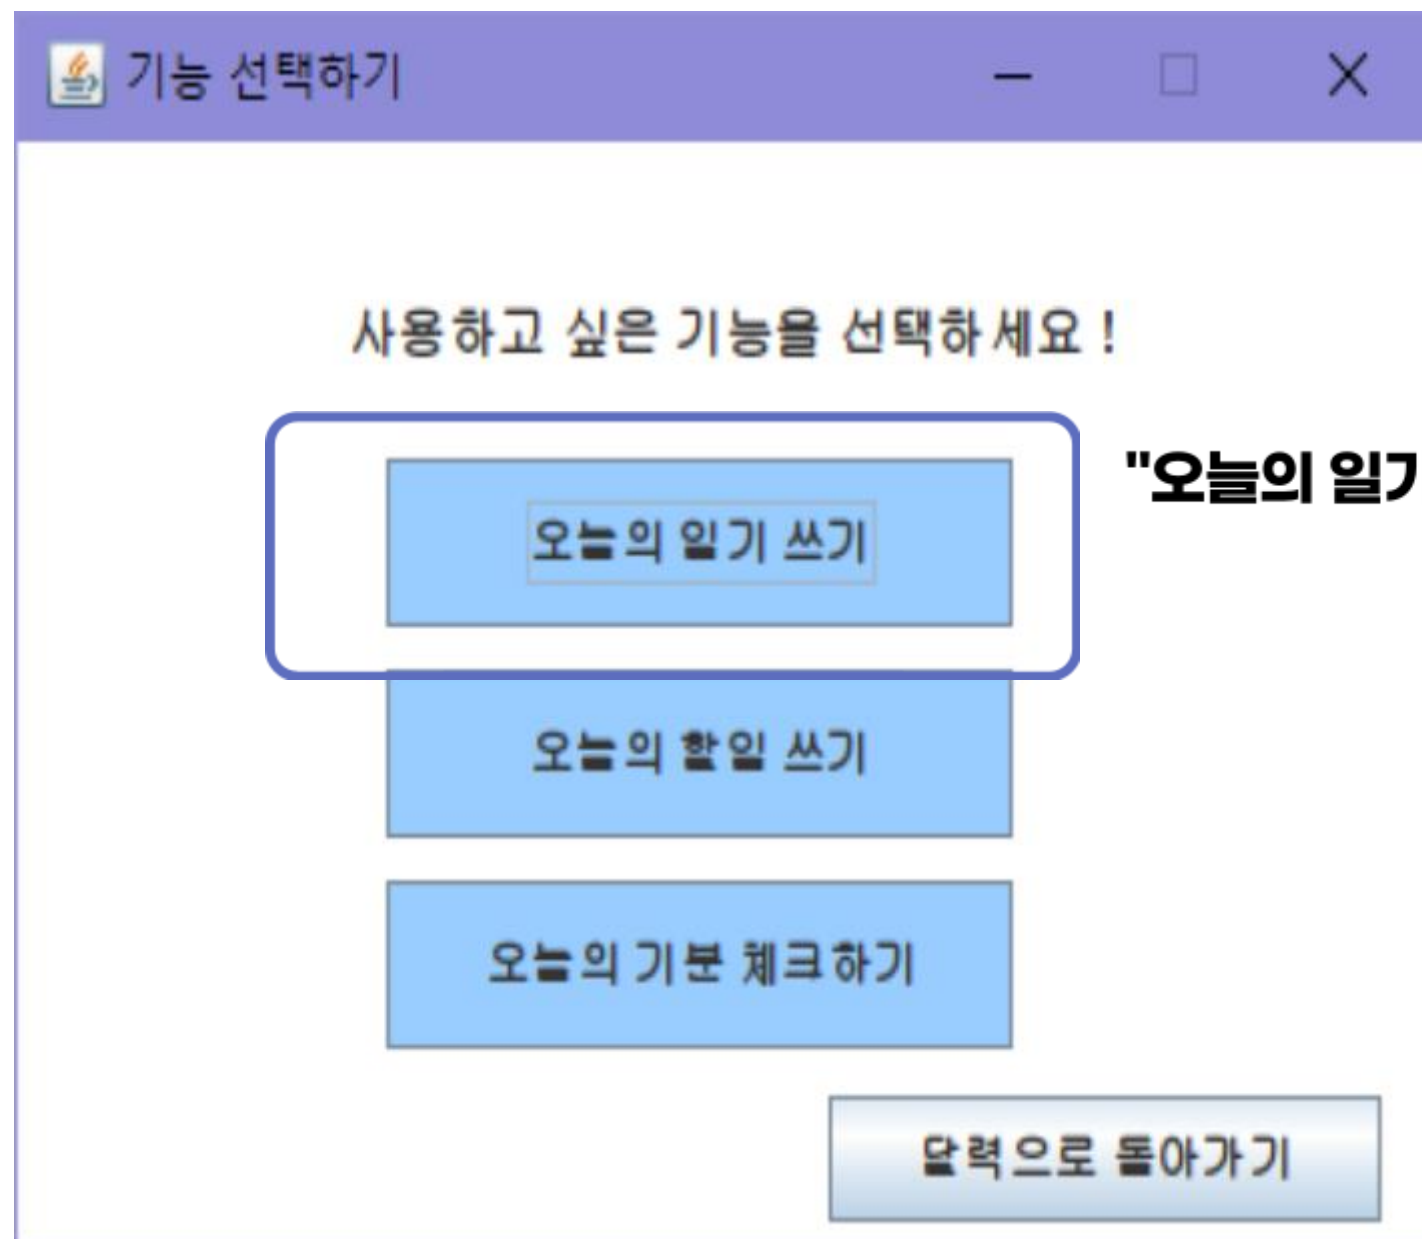 기능 선택하기
사용하고 싶은 기능을 선택하세요 !
"오늘의 일기
오늘의 일기 쓰기
오늘의 할일 쓰기
오늘의 기분 체크하기
달력으로 돌아가기